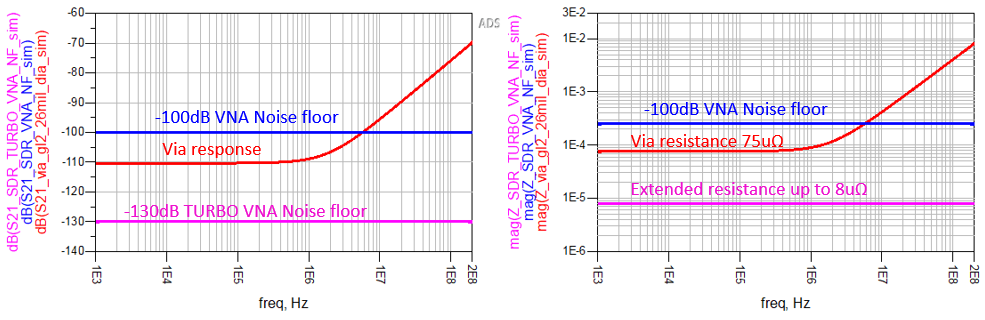 dB(S21_SDR_TURBO_VNA_NF_sim)
dB(S21_SDR_VNA_NF_sim)
dB(S21_via_gl2_26mil_dia_sim)
-60
-70
-80
-90
-100
-110
-120
-130
-140
-100dB VNA Noise floor
Via response
-130dB TURBO VNA Noise floor
1E3
1E4
1E5
1E6
1E7
1E8
2E8
freq, Hz
ADS
mag(Z_SDR_TURBO_VNA_NF_sim)
mag(Z_SDR_VNA_NF_sim)
mag(Z_via_gl2_26mil_dia_sim)
3E-2
1E-2
1E-3
1E-4
1E-5
1E-6
-100dB VNA Noise floor
Via resistance 75uΩ
Extended resistance up to 8uΩ
1E3
1E4
1E5
1E6
1E7
1E8
2E8
freq, Hz